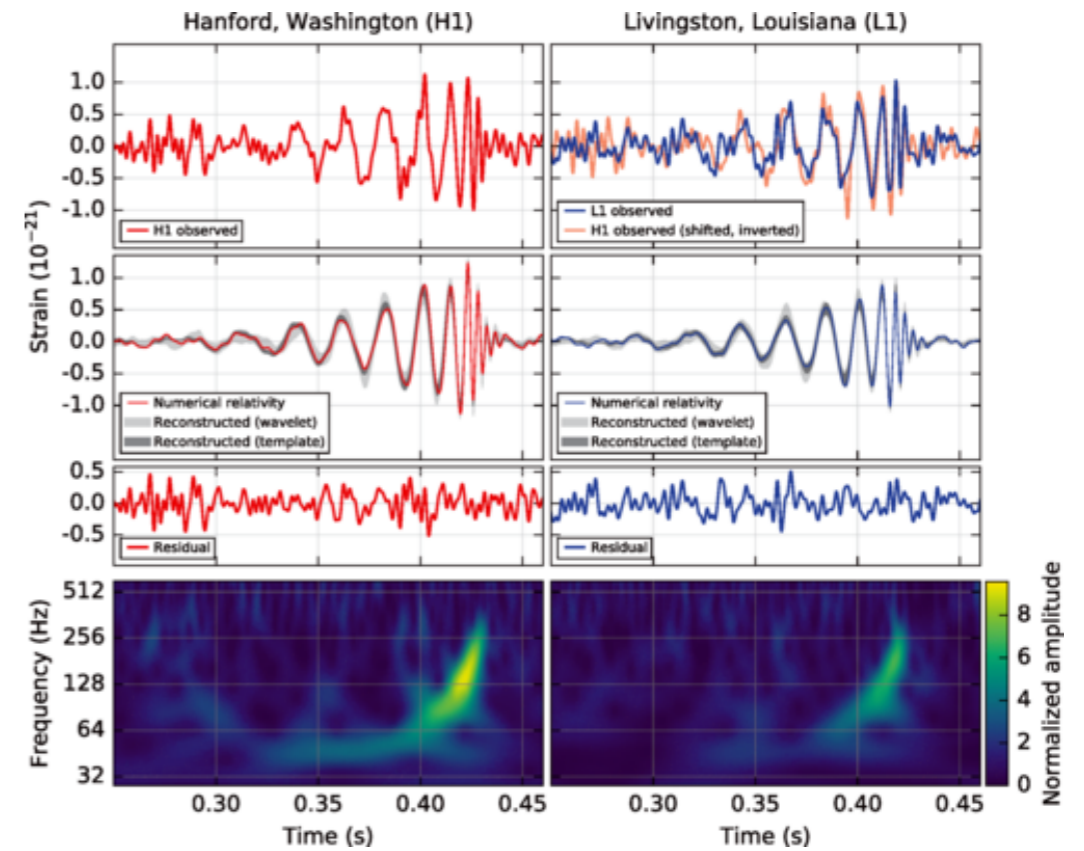 Hanford, Washington (H1)
Livingston, Louisiana (L1)
Strain (10⁻²¹)
1.0
0.5
0.0
-0.5
-1.0
H1 observed
L1 observed
H1 observed (shifted, inverted)
1.0
0.5
0.0
-0.5
-1.0
Numerical relativity
Reconstructed (wavelet)
Reconstructed (template)
Numerical relativity
Reconstructed (wavelet)
Reconstructed (template)
0.5
0.0
-0.5
Residual
Residual
Frequency (Hz)
512
256
128
64
32
Normalized amplitude
8
6
4
2
0
0.30 0.35 0.40 0.45
0.30 0.35 0.40 0.45
Time (s)
Time (s)